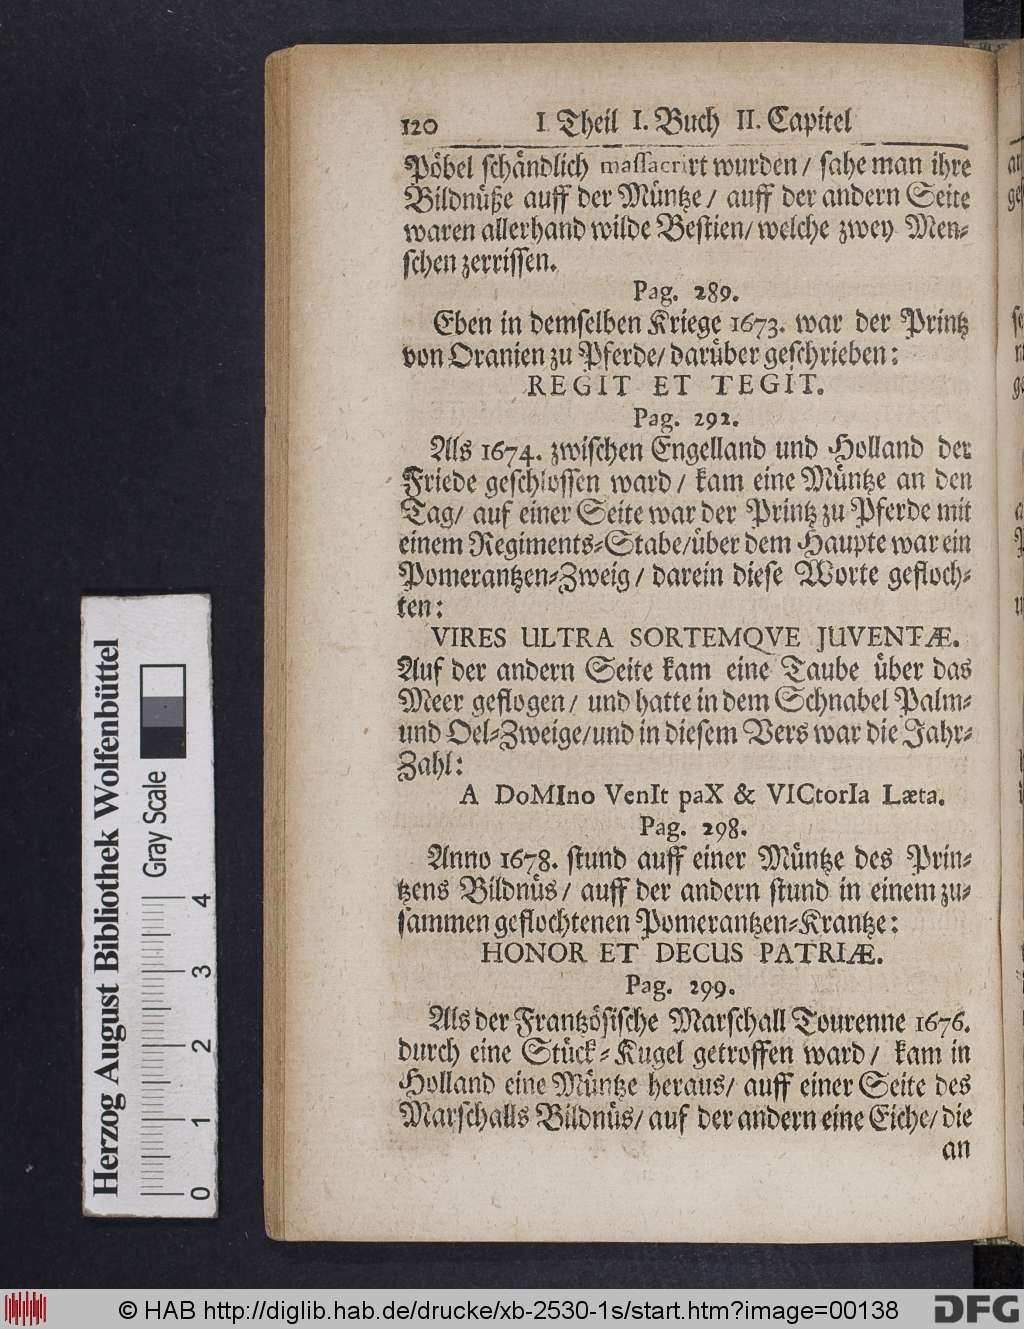 120 I Theil I. Buch II. Capitel
Pöbel schändlich massacrirt wurden / sahe man ihre
Bildnüße auff der Müntze / auff der andern Seite
waren allerhand wilde Bestien / welche zwey Men-
schen zerrissen.
Pag. 289.
Eben in demselben Kriege 1673. war der Printz
von Oranien zu Pferde / darüber geschrieben:
REGIT ET TEGIT.
Pag. 292.
Als 1674. zwischen Engelland und Holland der
Friede geschlossen ward / kam eine Müntze an den
Tag / auf einer Seite war der Printz zu Pferde mit
einem Regiments-Stabe / über dem Haupte war ein
Pomerantzen-Zweig / darein diese Worte gefloch-
ten:
VIRES ULTRA SORTEMQVE JUVENTÆ.
Auf der andern Seite kam eine Taube über das
Meer geflogen / und hatte in dem Schnabel Palm-
und Oel-Zweige / und in diesem Vers war die Jahr-
Zahl:
A DoMIno VenIt paX & VICtorIa Læta.
Pag. 298.
Anno 1678. stund auff einer Müntze des Prin-
tzens Bildnüs / auff der andern stund in einem zu-
sammen geflochtenen Pomerantzen-Krantze:
HONOR ET DECUS PATRIÆ.
Pag. 299.
Als der Frantzösische Marschall Tourenne 1676.
durch eine Stück-Kugel getroffen ward / kam in
Holland eine Müntze heraus / auff einer Seite des
Marschalls Bildnüs / auf der andern eine Eiche / die
an
Herzog August Bibliothek Wolfenbüttel
Gray Scale
0 1 2 3 4
© HAB http://diglib.hab.de/drucke/xb-2530-1s/start.htm?image=00138
DFG